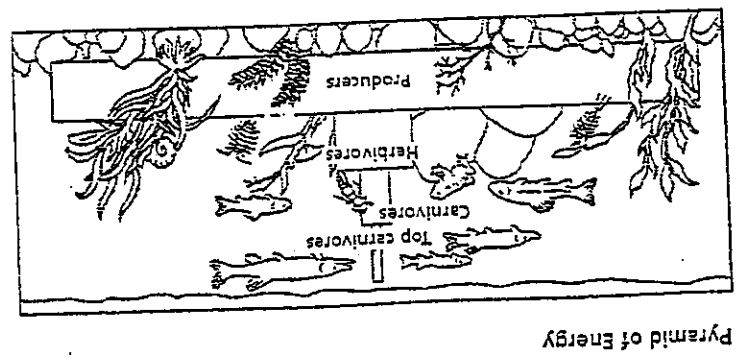 Pyramid of Energy
Top carnivores
Carnivores
Herbivores
Producers